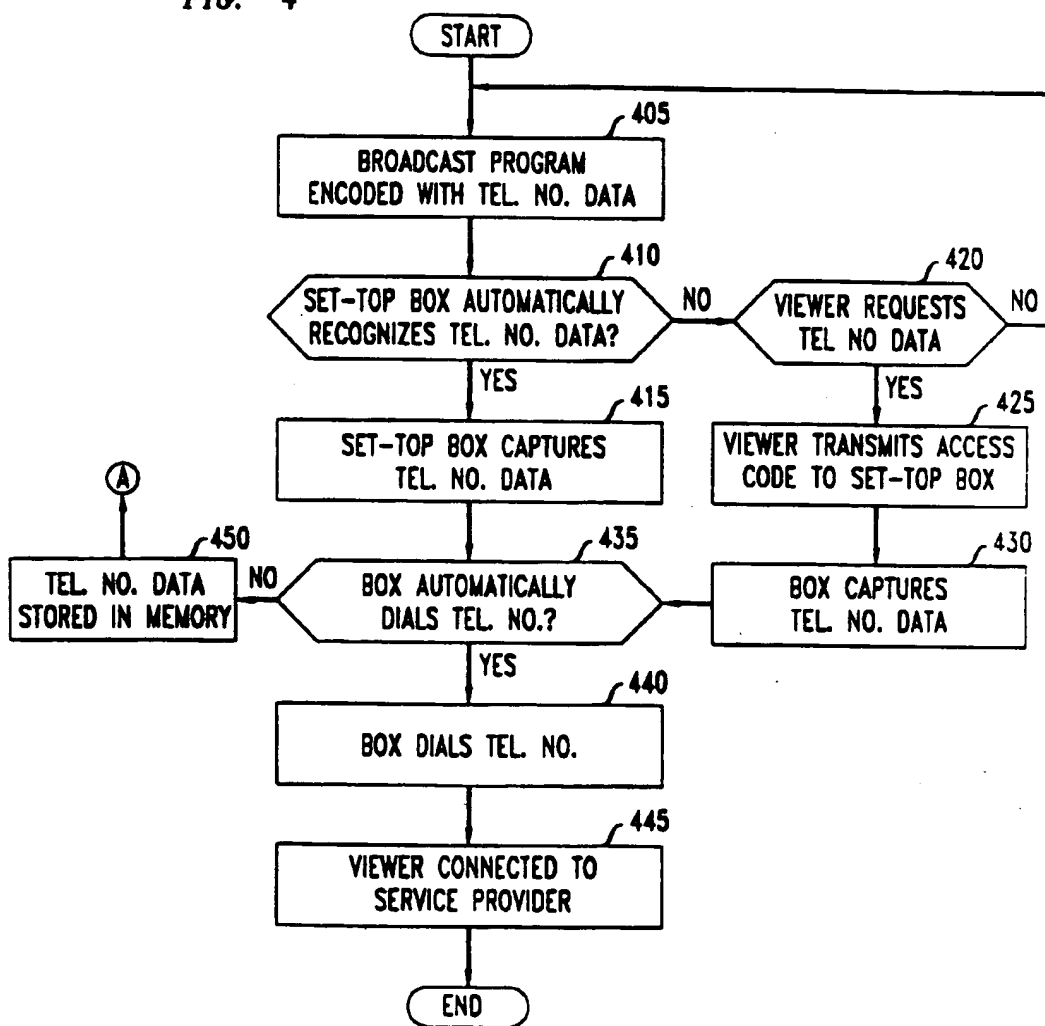 FIG. 4
START
405
BROADCAST PROGRAM
ENCODED WITH TEL. NO. DATA
410
SET-TOP BOX AUTOMATICALLY
RECOGNIZES TEL. NO. DATA?
NO
420
VIEWER REQUESTS
TEL NO DATA
NO
YES
415
SET-TOP BOX CAPTURES
TEL. NO. DATA
YES
425
VIEWER TRANSMITS ACCESS
CODE TO SET-TOP BOX
A
450
TEL. NO. DATA
STORED IN MEMORY
NO
435
BOX AUTOMATICALLY
DIALS TEL. NO.?
430
BOX CAPTURES
TEL. NO. DATA
YES
440
BOX DIALS TEL. NO.
445
VIEWER CONNECTED TO
SERVICE PROVIDER
END